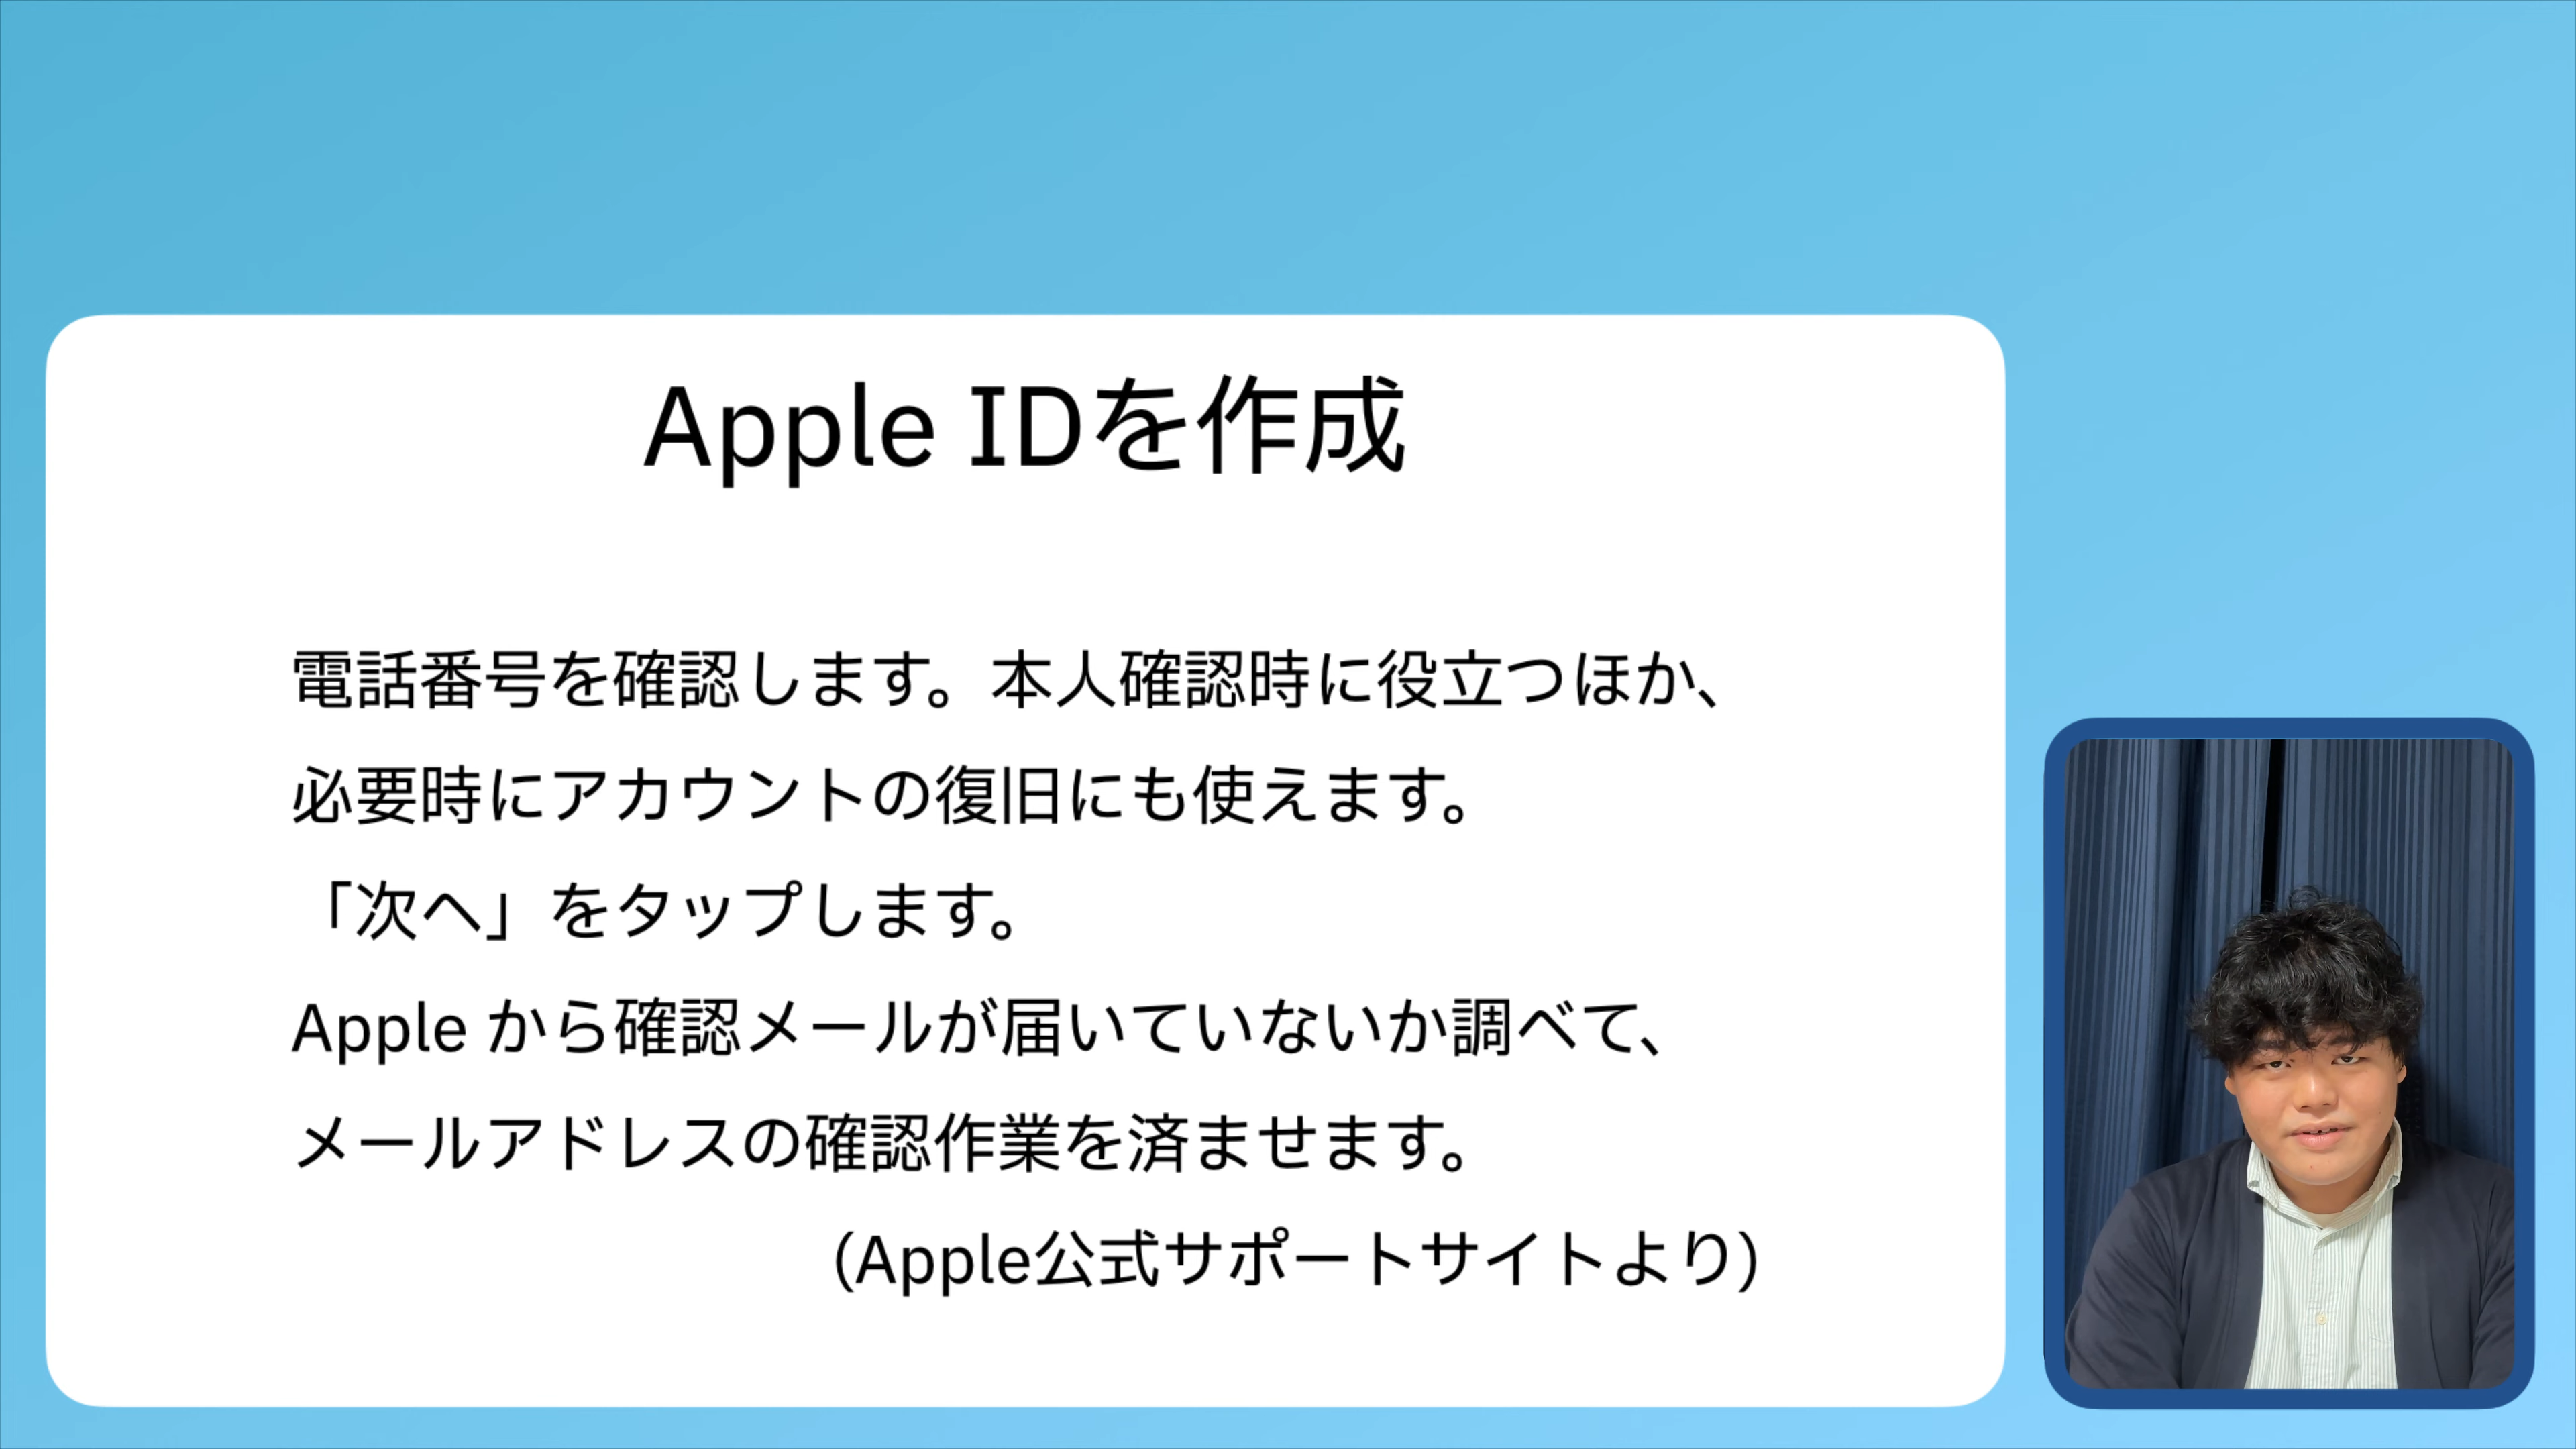 Apple IDを作成
電話番号を確認します。本人確認時に役立つほか、
必要時にアカウントの復旧にも使えます。
「次へ」をタップします。
Apple から確認メールが届いていないか調べて、
メールアドレスの確認作業を済ませます。
(Apple公式サポートサイトより)